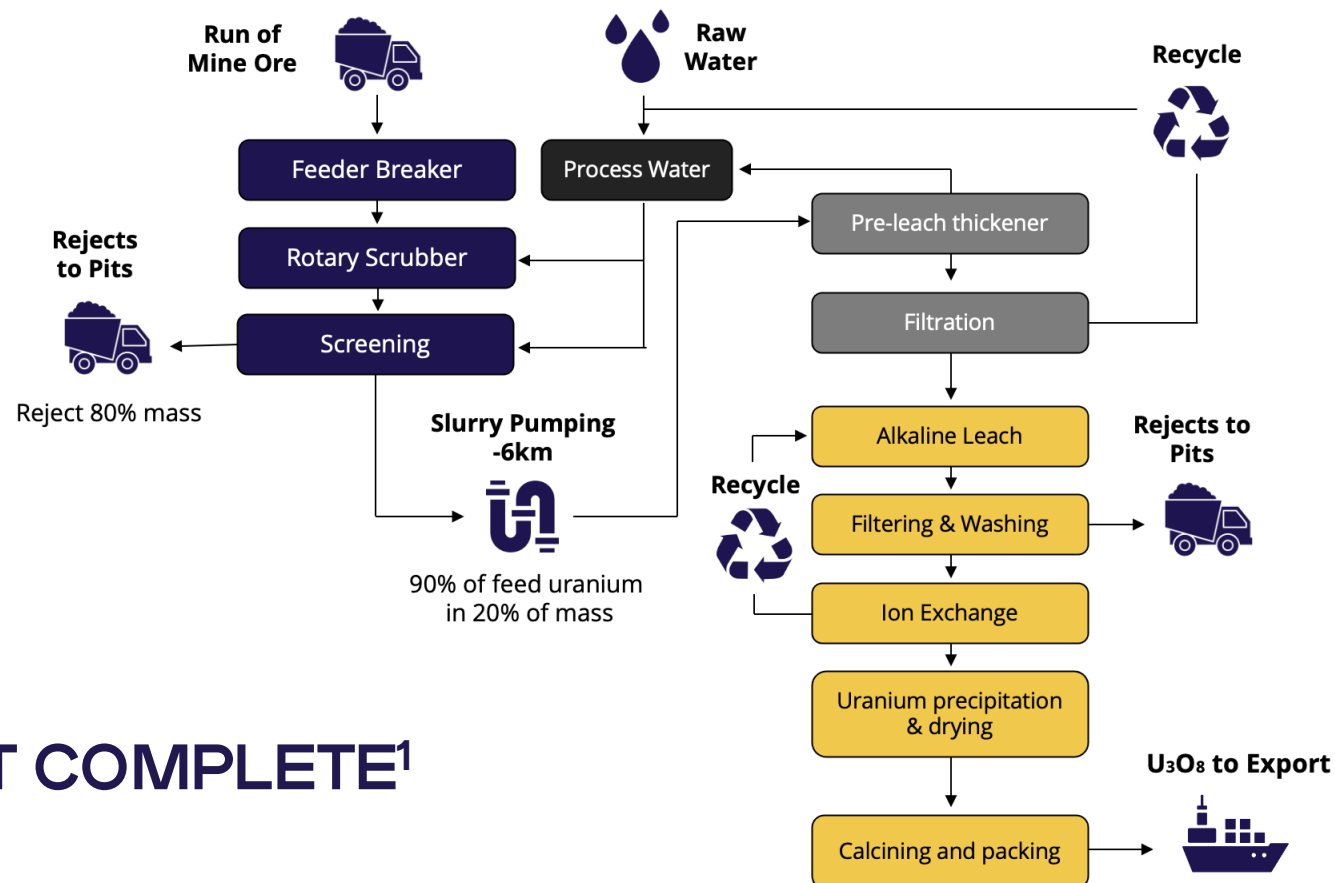 Run of
Mine Ore
Raw
Water
Recycle
Feeder Breaker
Process Water
Pre-leach thickener
Rejects
to Pits
Rotary Scrubber
Filtration
Screening
Reject 80% mass
Slurry Pumping
-6km
Alkaline Leach
Rejects to
Pits
Recycle
Filtering & Washing
90% of feed uranium
in 20% of mass
Ion Exchange
Uranium precipitation
& drying
T COMPLETE¹
U₃O₈ to Export
Calcining and packing